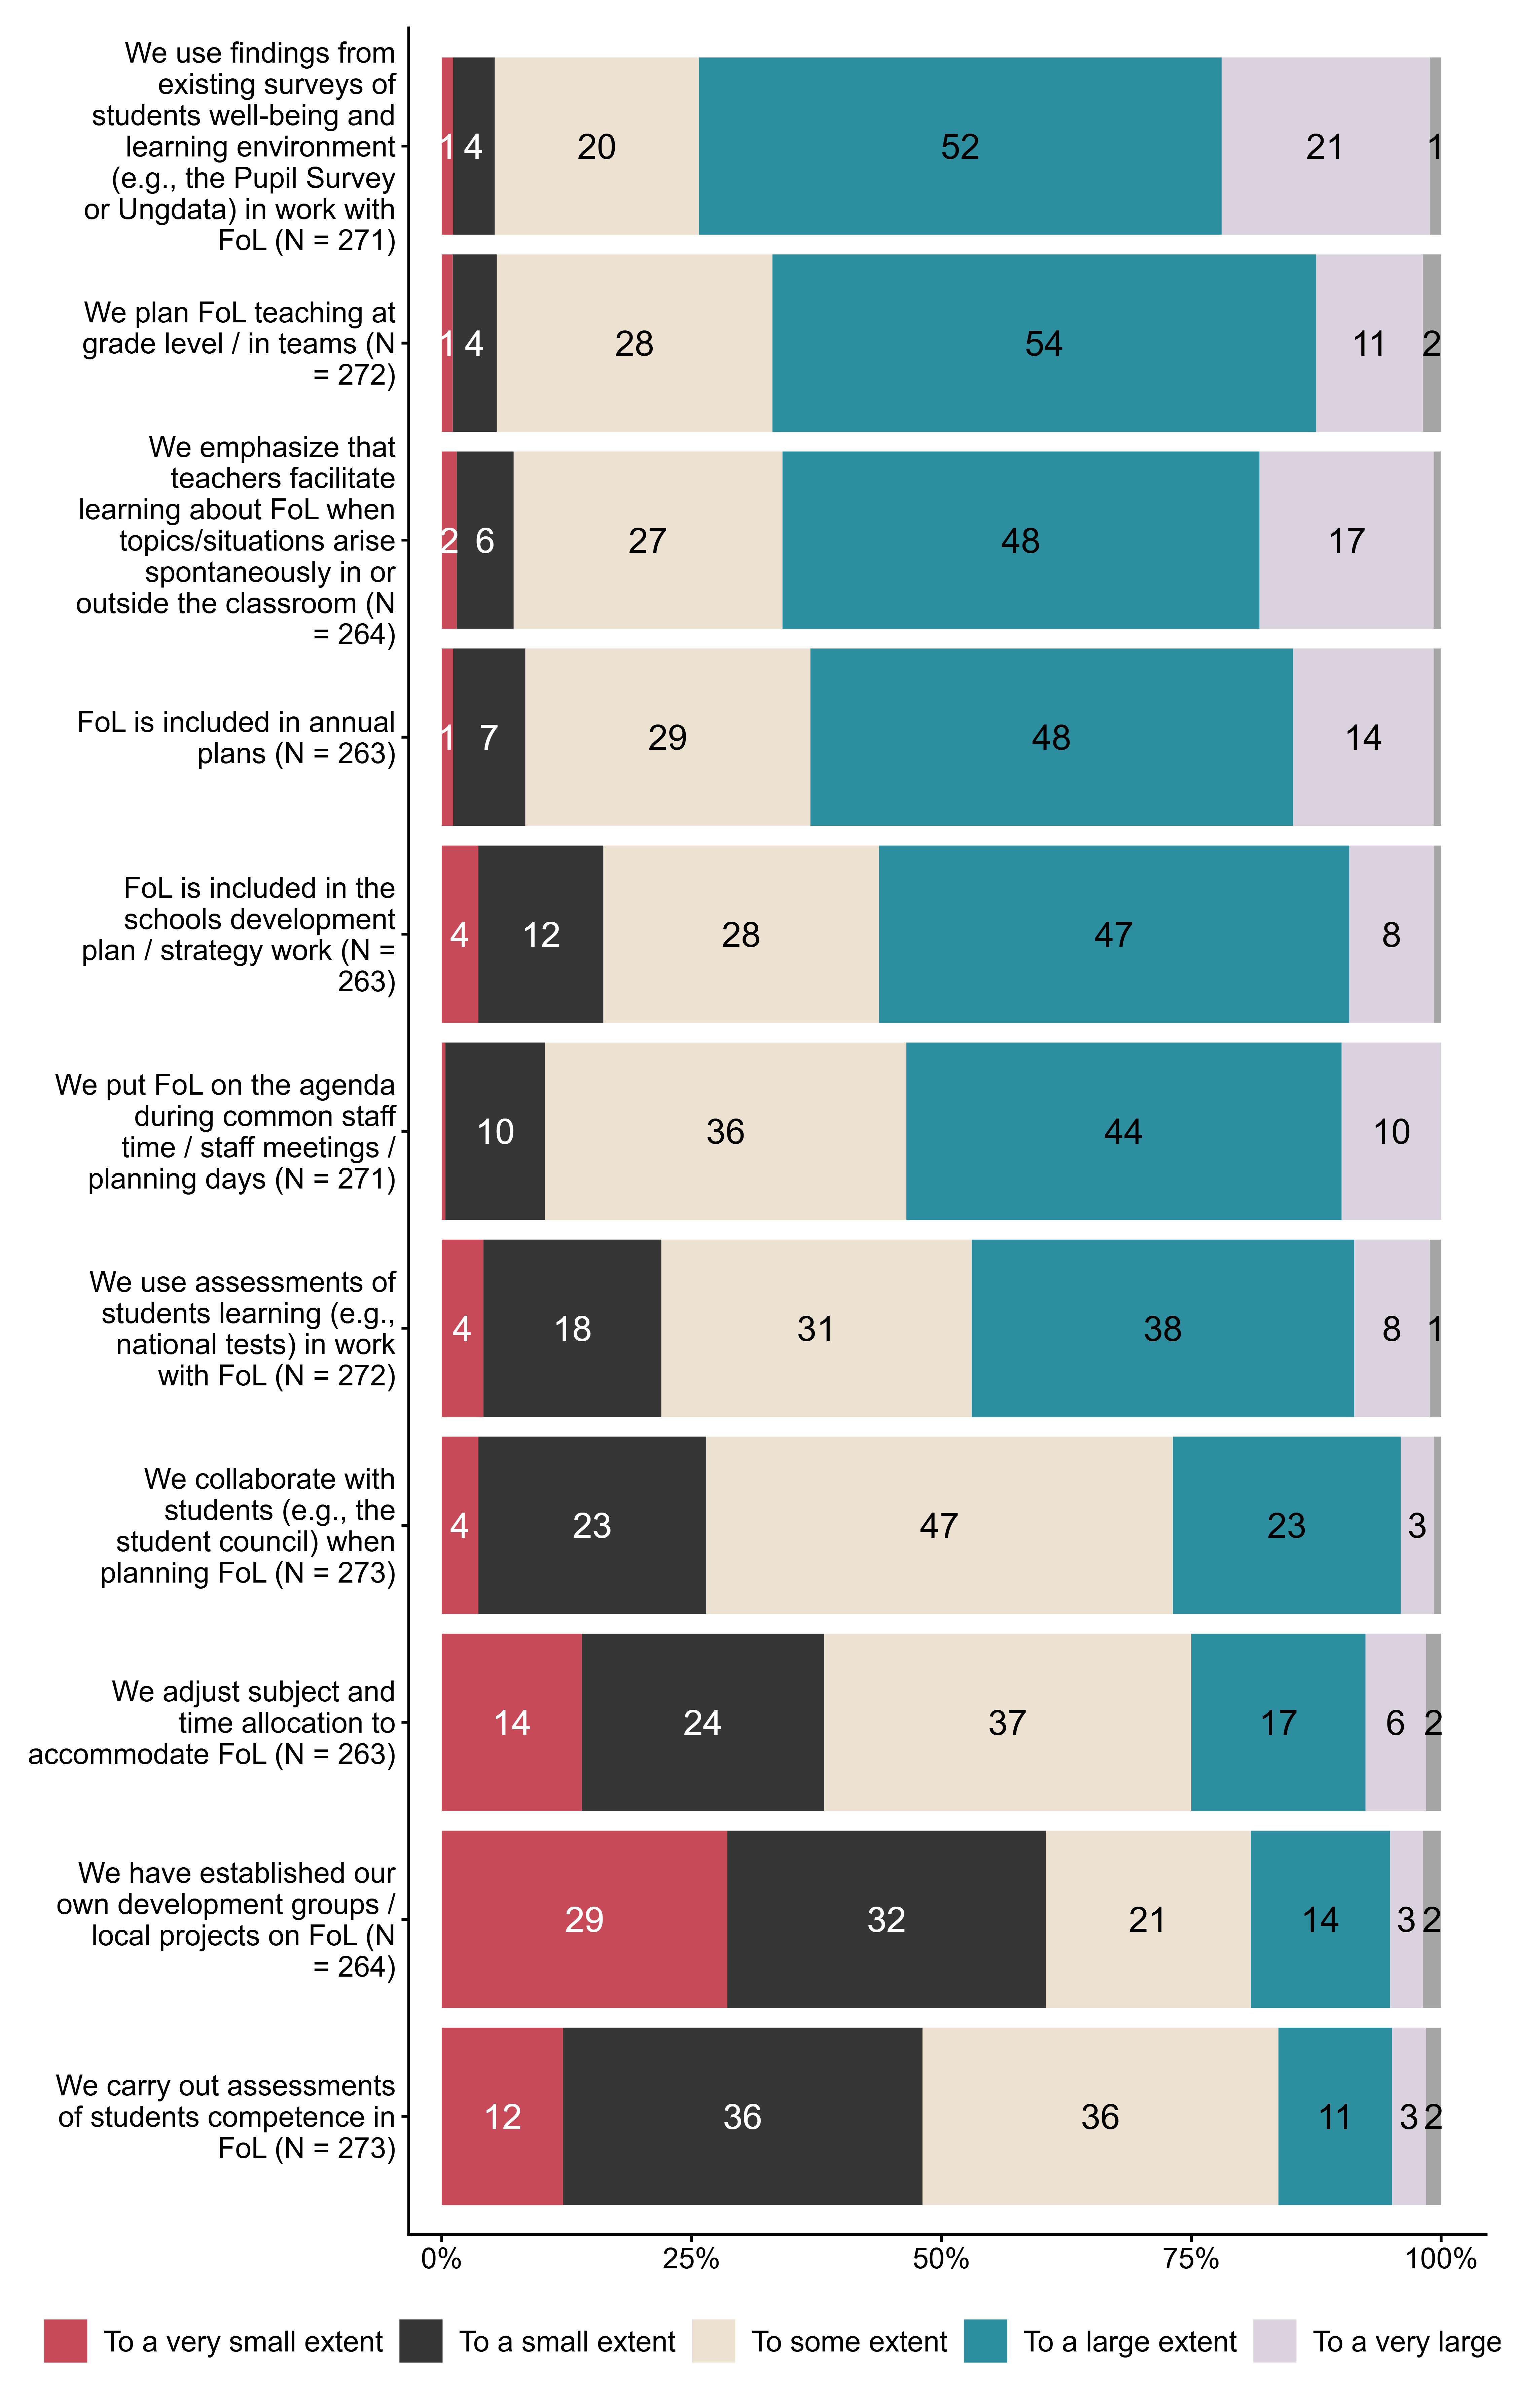 We use findings from
existing surveys of
students well-being and
learning environment
(e.g., the Pupil Survey
or Ungdata) in work with
FoL (N = 271)
1 4 20 52 21 1
We plan FoL teaching at
grade level / in teams (N
= 272)
1 4 28 54 11 2
We emphasize that
teachers facilitate
learning about FoL when
topics/situations arise
spontaneously in or
outside the classroom (N
= 264)
2 6 27 48 17
FoL is included in annual
plans (N = 263)
1 7 29 48 14
FoL is included in the
schools development
plan / strategy work (N =
263)
4 12 28 47 8
We put FoL on the agenda
during common staff
time / staff meetings /
planning days (N = 271)
10 36 44 10
We use assessments of
students learning (e.g.,
national tests) in work
with FoL (N = 272)
4 18 31 38 8 1
We collaborate with
students (e.g., the
student council) when
planning FoL (N = 273)
4 23 47 23 3
We adjust subject and
time allocation to
accommodate FoL (N = 263)
14 24 37 17 6 2
We have established our
own development groups /
local projects on FoL (N
= 264)
29 32 21 14 3 2
We carry out assessments
of students competence in
FoL (N = 273)
12 36 36 11 3 2
0% 25% 50% 75% 100%
To a very small extent To a small extent To some extent To a large extent To a very large